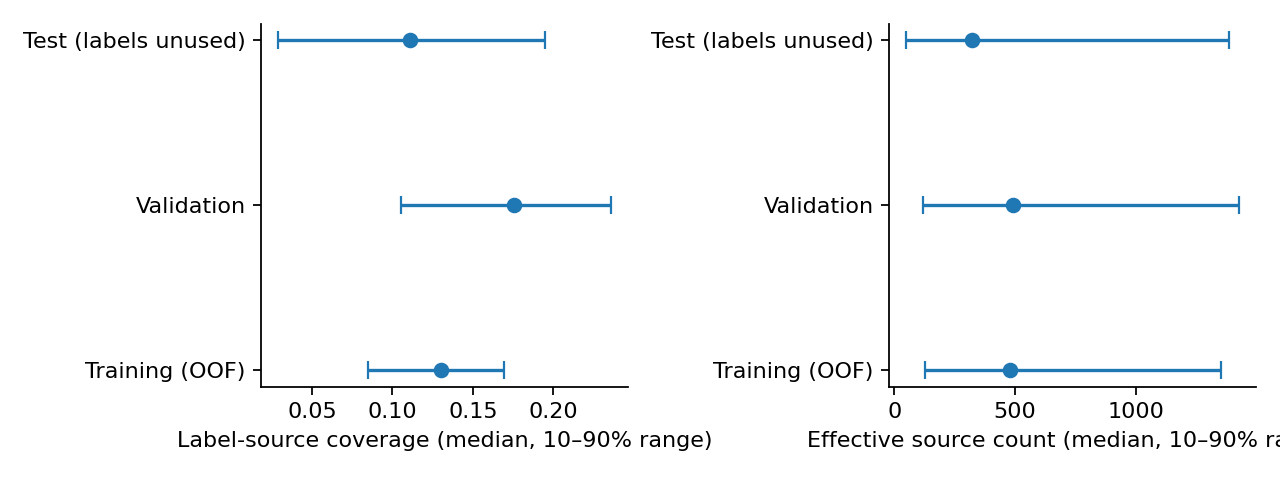 Test (labels unused)
Validation
Training (OOF)
0.05 0.10 0.15 0.20
Label-source coverage (median, 10–90% range)
Test (labels unused)
Validation
Training (OOF)
0 500 1000
Effective source count (median, 10–90%